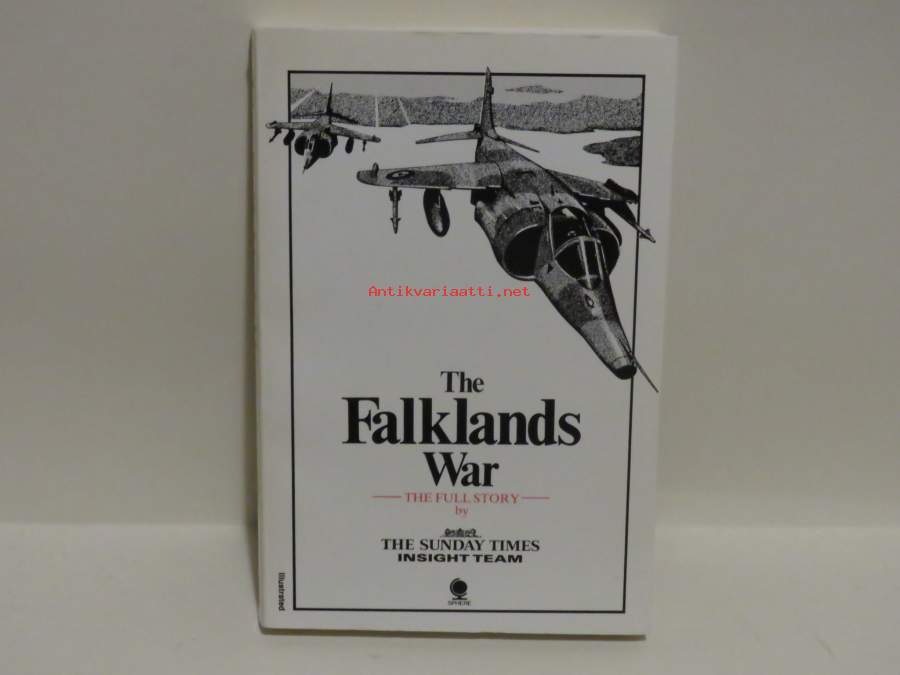 Antikvariaatti.net
The
Falklands
War
THE FULL STORY
by
THE SUNDAY TIMES
INSIGHT TEAM
SPHERE
Illustrated